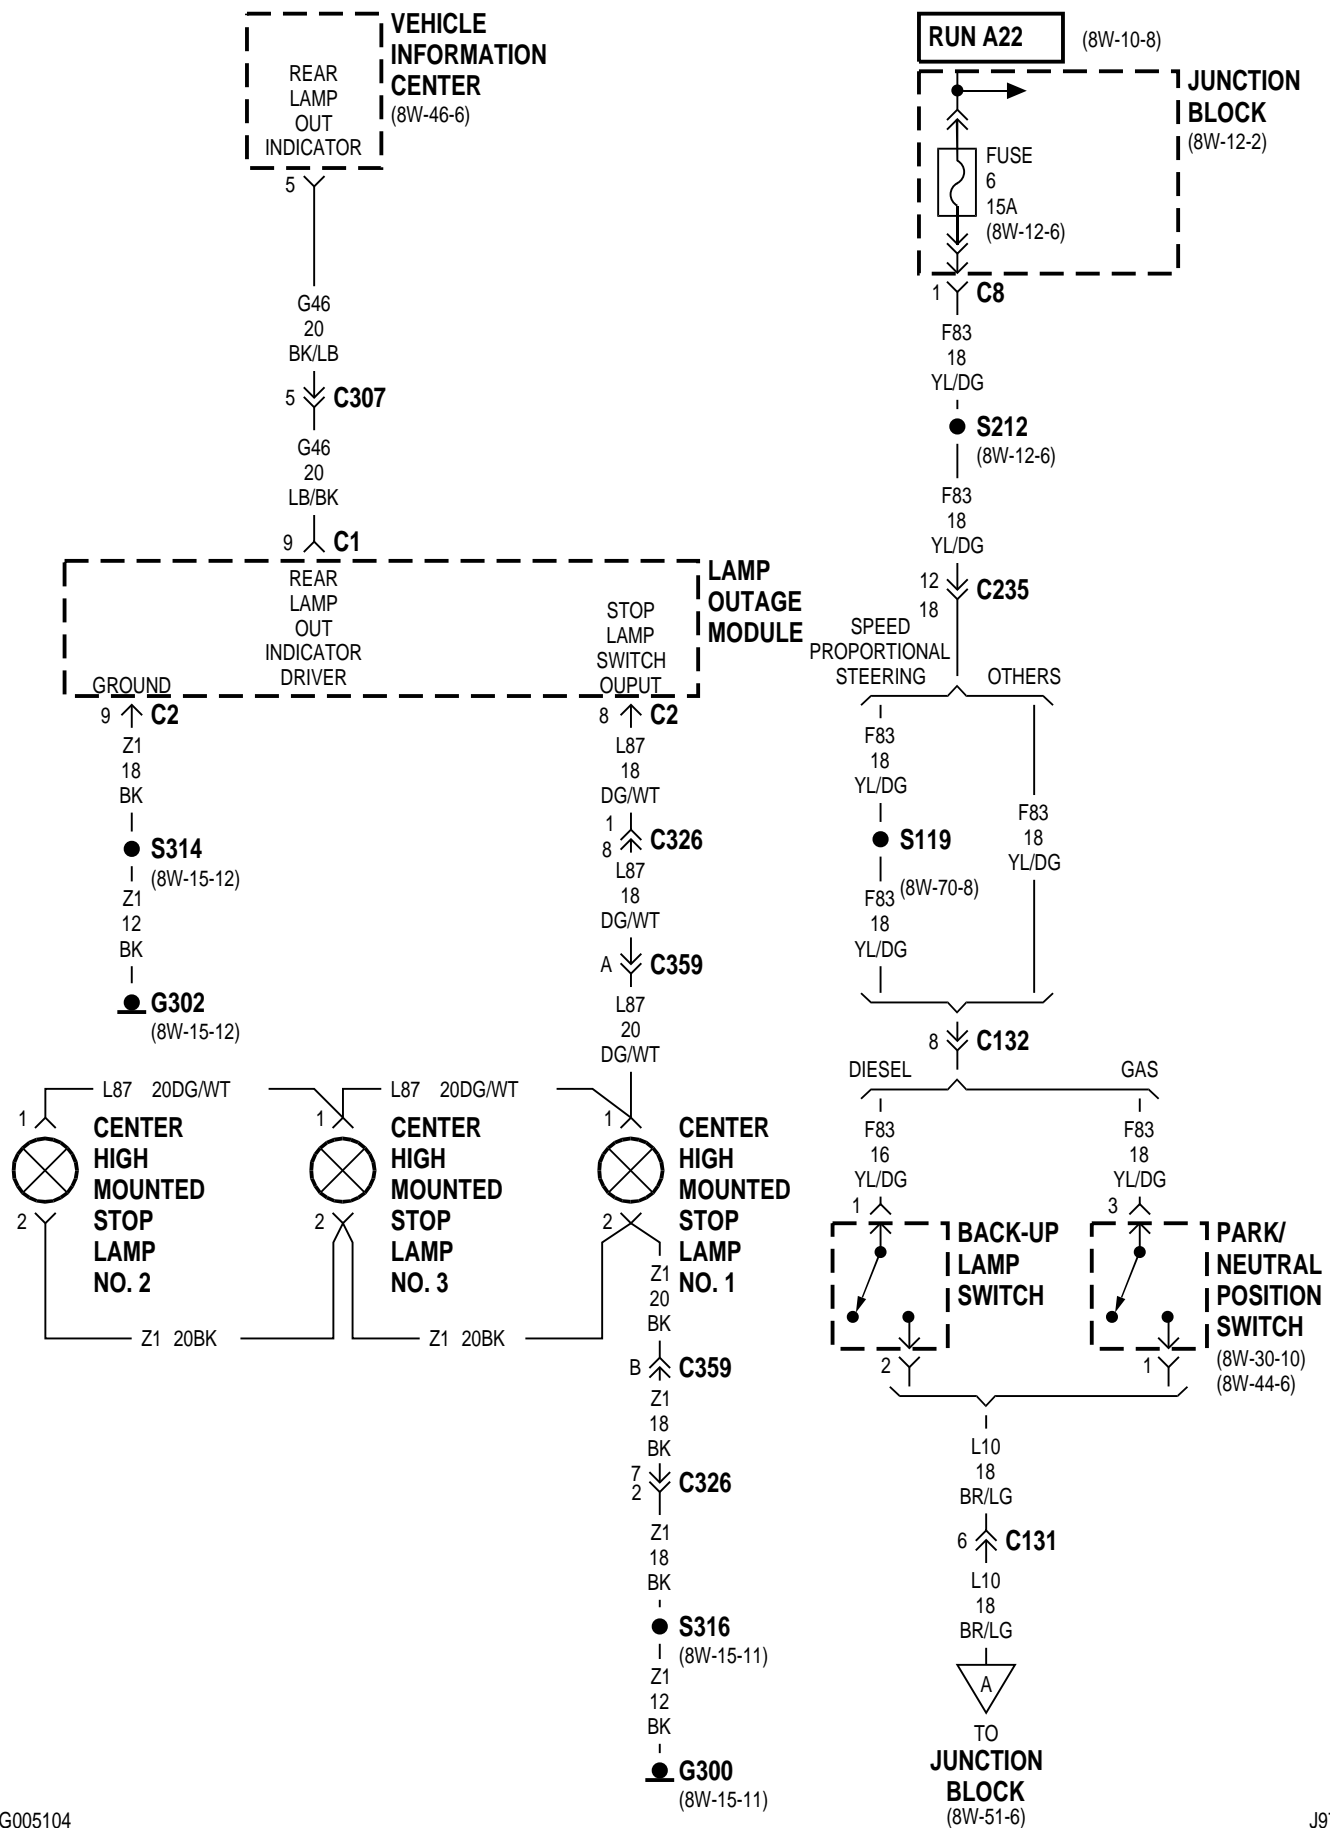 VEHICLE
INFORMATION
CENTER
(8W-46-6)
REAR
LAMP
OUT
INDICATOR
5
G46
20
BK/LB
5
C307
G46
20
LB/BK
9
C1
LAMP
OUTAGE
MODULE
REAR
LAMP
OUT
INDICATOR
DRIVER
STOP
LAMP
SWITCH
OUPUT
GROUND
9
C2
Z1
18
BK
S314
(8W-15-12)
Z1
12
BK
G302
(8W-15-12)
8
C2
L87
18
DG/WT
1
8
C326
L87
18
DG/WT
A
C359
L87
20
DG/WT
L87 20DG/WT
L87 20DG/WT
1
CENTER
HIGH
MOUNTED
STOP
LAMP
NO. 2
2
1
CENTER
HIGH
MOUNTED
STOP
LAMP
NO. 3
2
1
CENTER
HIGH
MOUNTED
STOP
LAMP
NO. 1
2
Z1 20BK
Z1 20BK
Z1
20
BK
B
C359
Z1
18
BK
7
2
C326
Z1
18
BK
S316
(8W-15-11)
Z1
12
BK
G300
(8W-15-11)
RUN A22
(8W-10-8)
JUNCTION
BLOCK
(8W-12-2)
FUSE
6
15A
(8W-12-6)
1
C8
F83
18
YL/DG
S212
(8W-12-6)
F83
18
YL/DG
12
C235
18
SPEED
PROPORTIONAL
STEERING
OTHERS
F83
18
YL/DG
S119
(8W-70-8)
F83
18
YL/DG
F83
18
YL/DG
8
C132
DIESEL
GAS
F83
16
YL/DG
1
BACK-UP
LAMP
SWITCH
2
F83
18
YL/DG
3
PARK/
NEUTRAL
POSITION
SWITCH
(8W-30-10)
(8W-44-6)
1
L10
18
BR/LG
6
C131
L10
18
BR/LG
A
TO
JUNCTION
BLOCK
(8W-51-6)
G005104